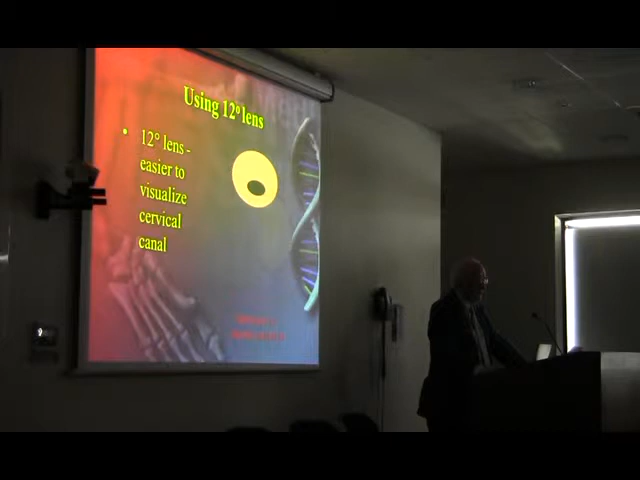 Using 12° lens
• 12° lens -
easier to
visualize
cervical
canal